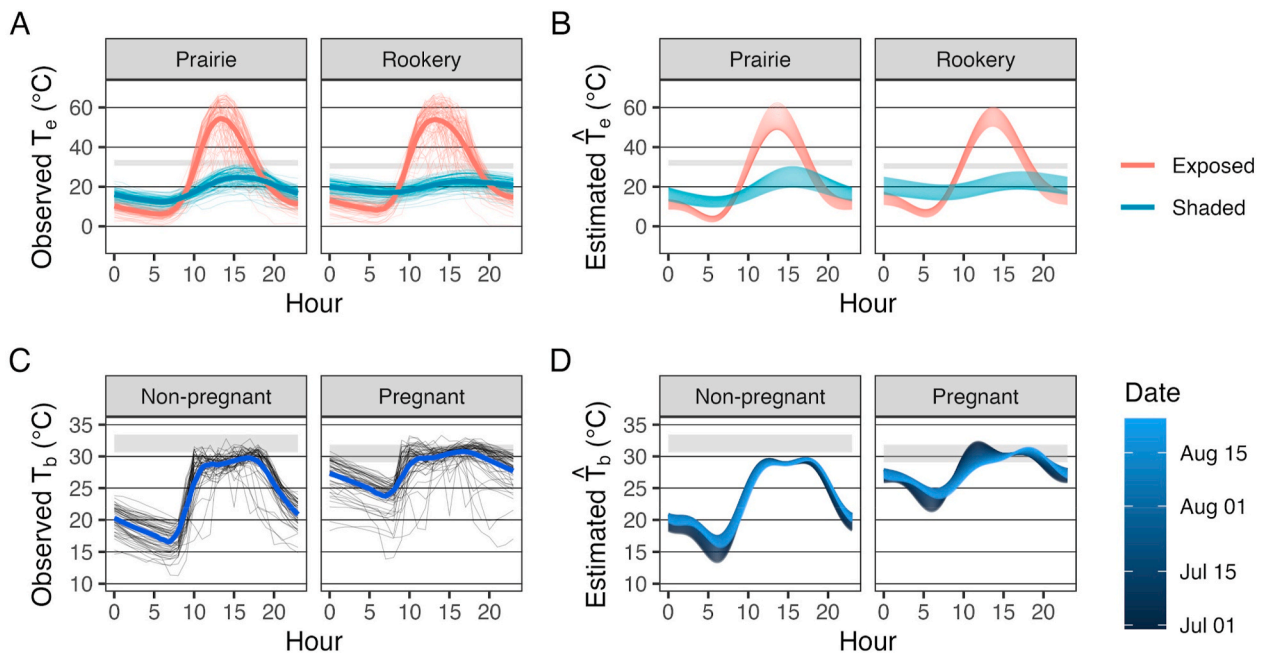 A
B
Prairie
Rookery
Prairie
Rookery
Observed T e (°C)
60
40
20
0
Estimated T̂ e (°C)
60
40
20
0
Exposed
Shaded
0 5 10 15 20
0 5 10 15 20
0 5 10 15 20
0 5 10 15 20
Hour
Hour
C
D
Non-pregnant
Pregnant
Non-pregnant
Pregnant
Observed T b (°C)
35
30
25
20
15
10
Estimated T̂ b (°C)
35
30
25
20
15
10
Date
Aug 15
Aug 01
Jul 15
Jul 01
0 5 10 15 20
0 5 10 15 20
0 5 10 15 20
0 5 10 15 20
Hour
Hour